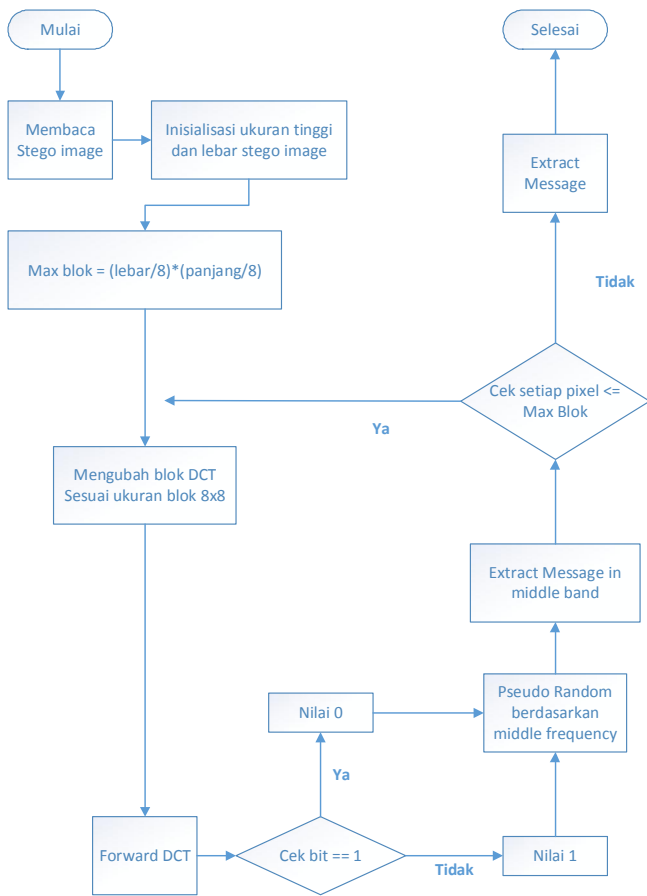 Mulai
Membaca
Stego image
Inisialisasi ukuran tinggi
dan lebar stego image
Max blok = (lebar/8)*(panjang/8)
Mengubah blok DCT
Sesuai ukuran blok 8x8
Forward DCT
Cek bit == 1
Ya
Nilai 0
Tidak
Nilai 1
Pseudo Random
berdasarkan
middle frequency
Extract Message in
middle band
Cek setiap pixel <=
Max Blok
Ya
Tidak
Extract
Message
Selesai